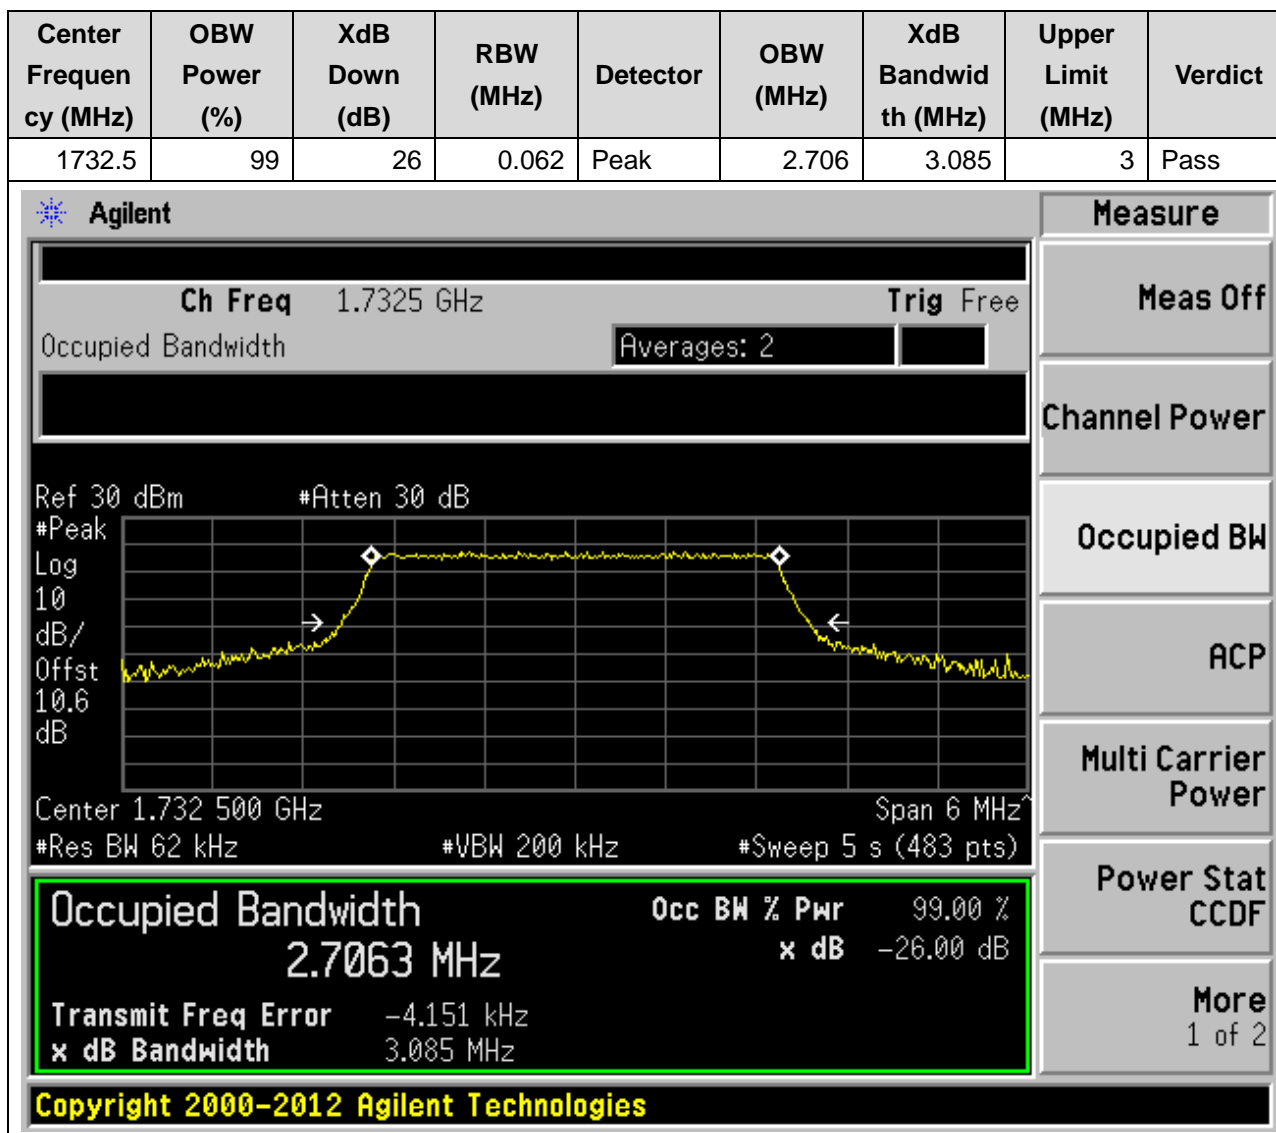 Center Frequen cy (MHz) | OBW Power (%) | XdB Down (dB) | RBW (MHz) | Detector | OBW (MHz) | XdB Bandwid th (MHz) | Upper Limit (MHz) | Verdict
1732.5 | 99 | 26 | 0.062 | Peak | 2.706 | 3.085 | 3 | Pass
Agilent
Measure
Ch Freq 1.7325 GHz Trig Free
Occupied Bandwidth Averages: 2
Ref 30 dBm #Atten 30 dB
#Peak
Log
10
dB/
Offst
10.6
dB
Center 1.732 500 GHz Span 6 MHz^
#Res BW 62 kHz #VBW 200 kHz #Sweep 5 s (483 pts)
Occupied Bandwidth Occ BW % Pwr 99.00 %
2.7063 MHz x dB -26.00 dB
Transmit Freq Error -4.151 kHz
x dB Bandwidth 3.085 MHz
Meas Off
Channel Power
Occupied BW
ACP
Multi Carrier
Power
Power Stat
CCDF
More
1 of 2
Copyright 2000-2012 Agilent Technologies